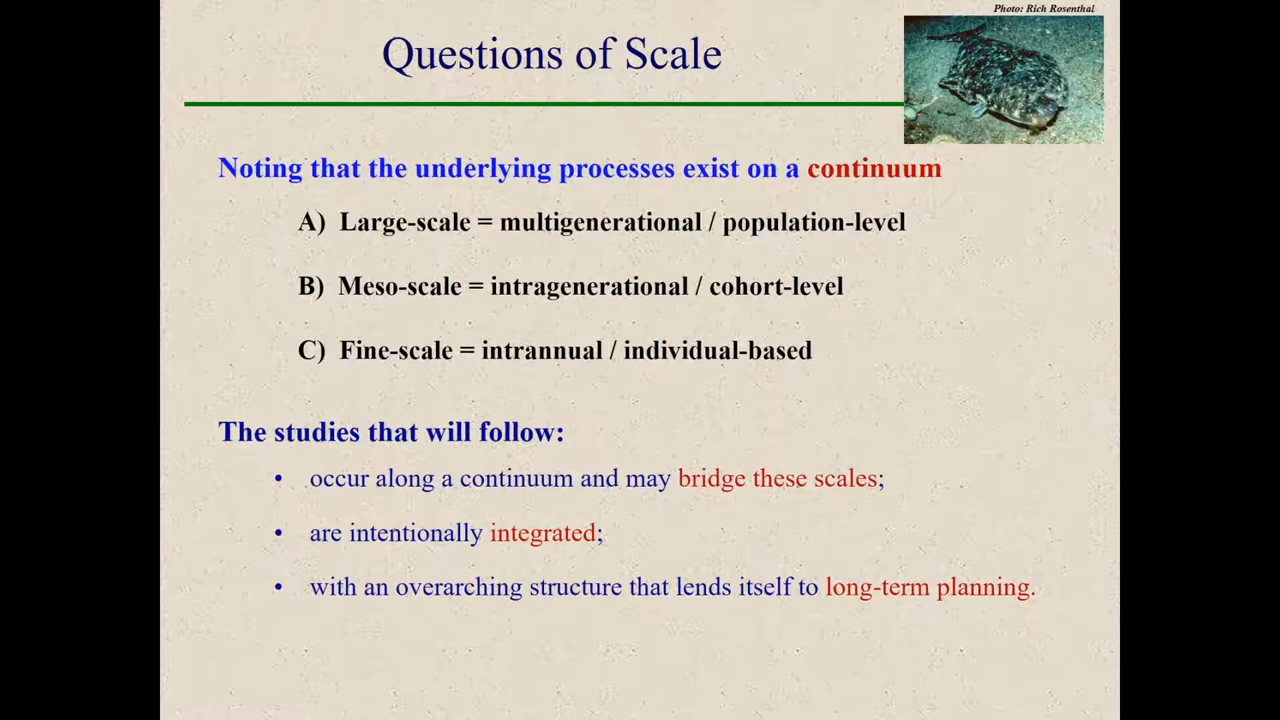 Photo: Rich Rosenthal
Questions of Scale
Noting that the underlying processes exist on a continuum
A) Large-scale = multigenerational / population-level
B) Meso-scale = intragenerational / cohort-level
C) Fine-scale = intrannual / individual-based
The studies that will follow:
• occur along a continuum and may bridge these scales;
• are intentionally integrated;
• with an overarching structure that lends itself to long-term planning.